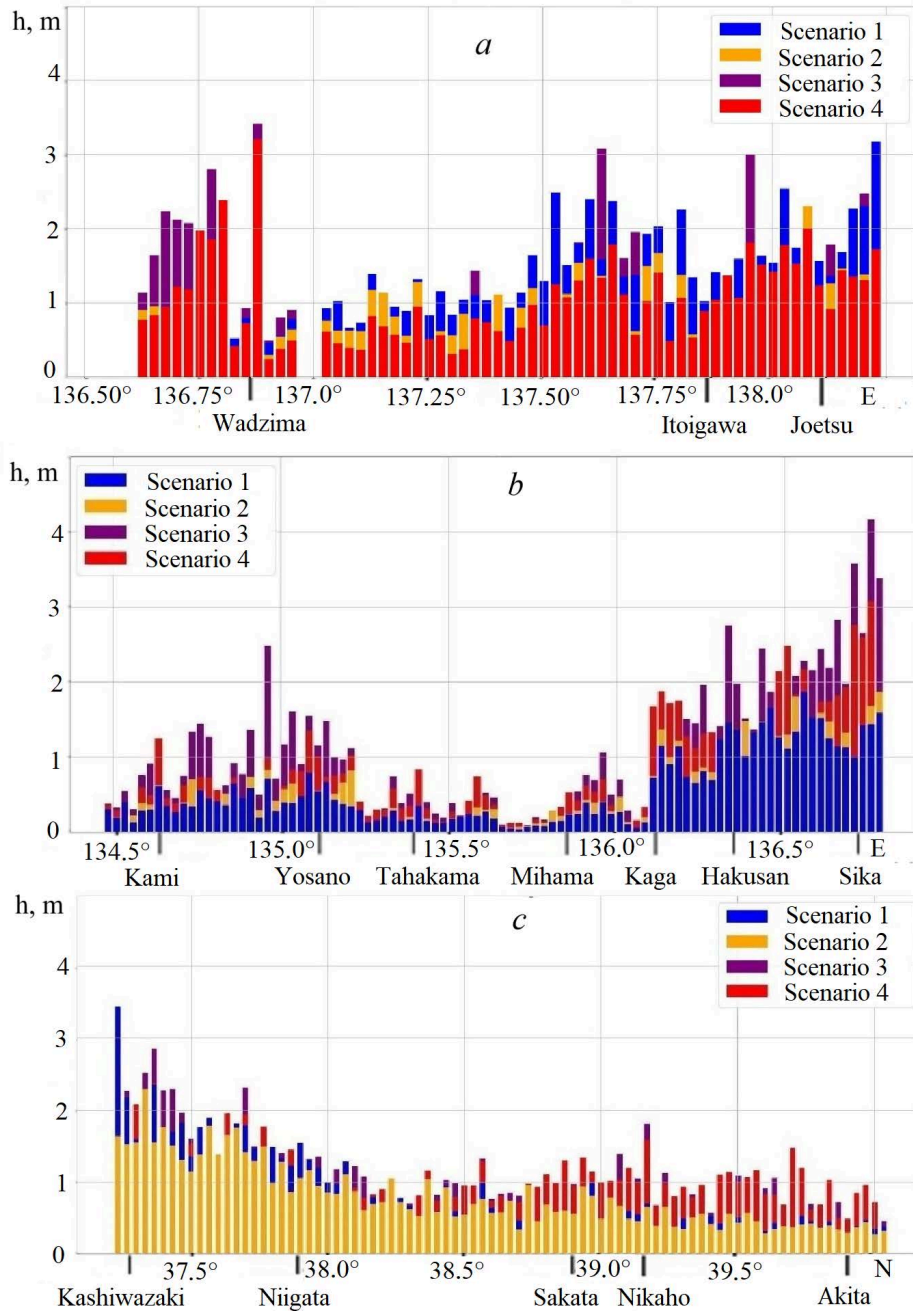 h, m
a
Scenario 1
Scenario 2
Scenario 3
Scenario 4
4
3
2
1
0
136.50° 136.75° 137.0° 137.25° 137.50° 137.75° 138.0° E
Wadzima Itoigawa Joetsu
h, m
b
Scenario 1
Scenario 2
Scenario 3
Scenario 4
4
3
2
1
0
134.5° 135.0° 135.5° 136.0° 136.5° E
Kami Yosano Tahakama Mihama Kaga Hakusan Sika
h, m
c
Scenario 1
Scenario 2
Scenario 3
Scenario 4
4
3
2
1
0
37.5° 38.0° 38.5° 39.0° 39.5° N
Kashiwazaki Niigata Sakata Nikaho Akita